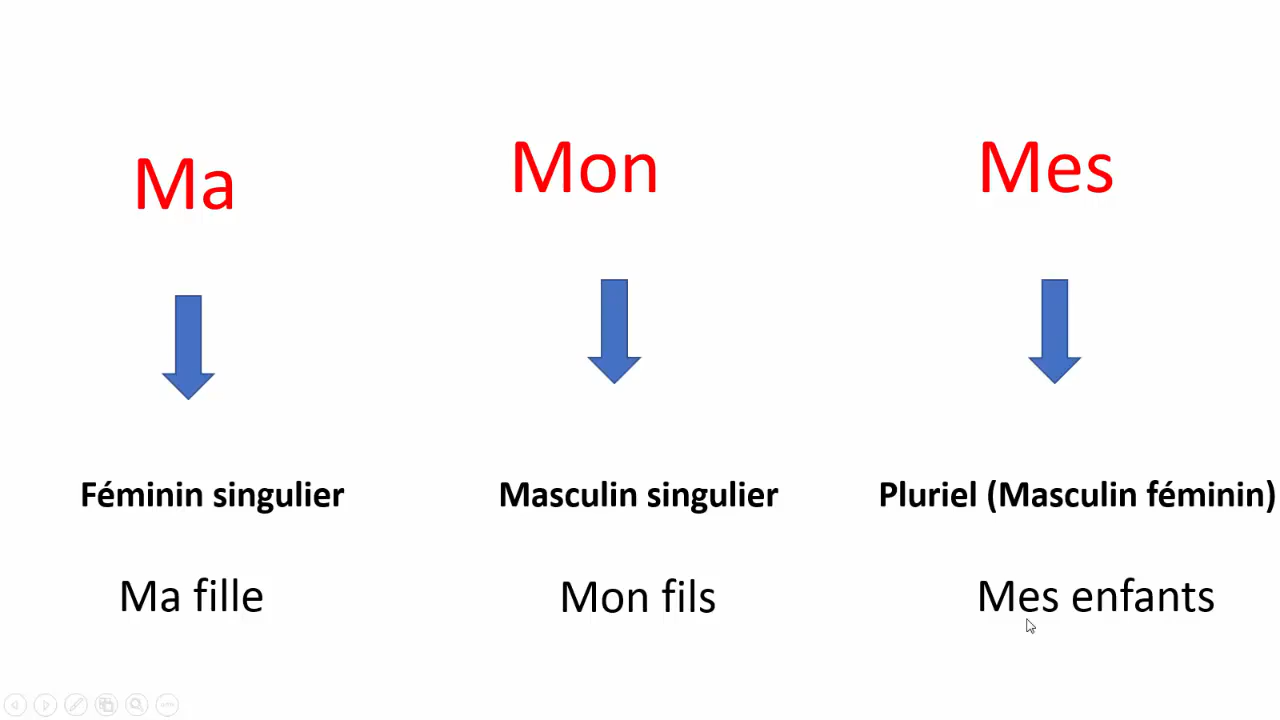 Ma
Mon
Mes
Féminin singulier
Masculin singulier
Pluriel (Masculin féminin)
Ma fille
Mon fils
Mes enfants